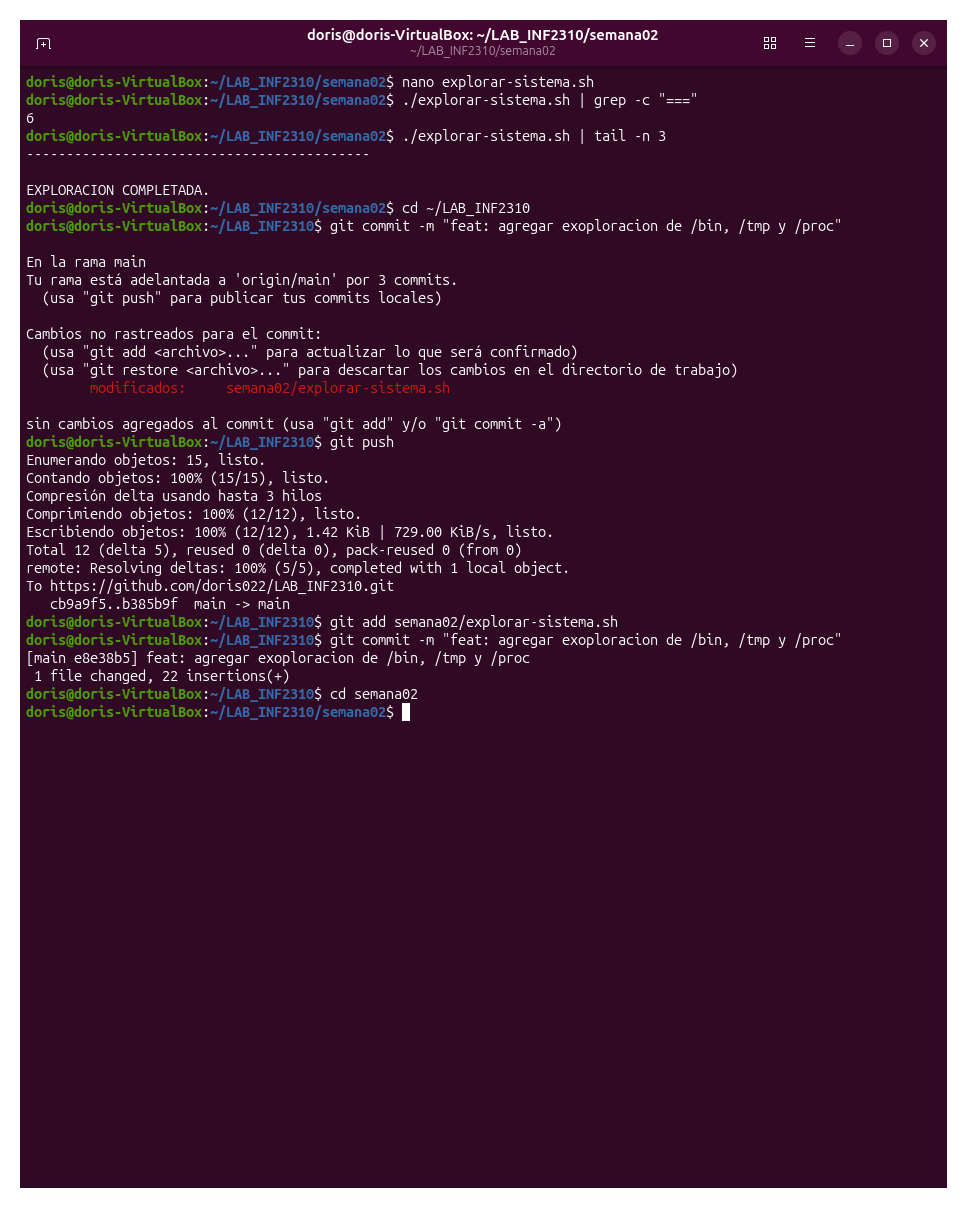 doris@doris-VirtualBox: ~/LAB_INF2310/semana02
~/LAB_INF2310/semana02
doris@doris-VirtualBox:~/LAB_INF2310/semana02$ nano explorar-sistema.sh
doris@doris-VirtualBox:~/LAB_INF2310/semana02$ ./explorar-sistema.sh | grep -c "==="
6
doris@doris-VirtualBox:~/LAB_INF2310/semana02$ ./explorar-sistema.sh | tail -n 3
-------------------------------------------
EXPLORACION COMPLETADA.
doris@doris-VirtualBox:~/LAB_INF2310/semana02$ cd ~/LAB_INF2310
doris@doris-VirtualBox:~/LAB_INF2310$ git commit -m "feat: agregar exoploracion de /bin, /tmp y /proc"
En la rama main
Tu rama está adelantada a 'origin/main' por 3 commits.
  (usa "git push" para publicar tus commits locales)
Cambios no rastreados para el commit:
  (usa "git add <archivo>..." para actualizar lo que será confirmado)
  (usa "git restore <archivo>..." para descartar los cambios en el directorio de trabajo)
        modificados:     semana02/explorar-sistema.sh
sin cambios agregados al commit (usa "git add" y/o "git commit -a")
doris@doris-VirtualBox:~/LAB_INF2310$ git push
Enumerando objetos: 15, listo.
Contando objetos: 100% (15/15), listo.
Compresión delta usando hasta 3 hilos
Comprimiendo objetos: 100% (12/12), listo.
Escribiendo objetos: 100% (12/12), 1.42 KiB | 729.00 KiB/s, listo.
Total 12 (delta 5), reused 0 (delta 0), pack-reused 0 (from 0)
remote: Resolving deltas: 100% (5/5), completed with 1 local object.
To https://github.com/doris022/LAB_INF2310.git
   cb9a9f5..b385b9f  main -> main
doris@doris-VirtualBox:~/LAB_INF2310$ git add semana02/explorar-sistema.sh
doris@doris-VirtualBox:~/LAB_INF2310$ git commit -m "feat: agregar exoploracion de /bin, /tmp y /proc"
[main e8e38b5] feat: agregar exoploracion de /bin, /tmp y /proc
 1 file changed, 22 insertions(+)
doris@doris-VirtualBox:~/LAB_INF2310$ cd semana02
doris@doris-VirtualBox:~/LAB_INF2310/semana02$